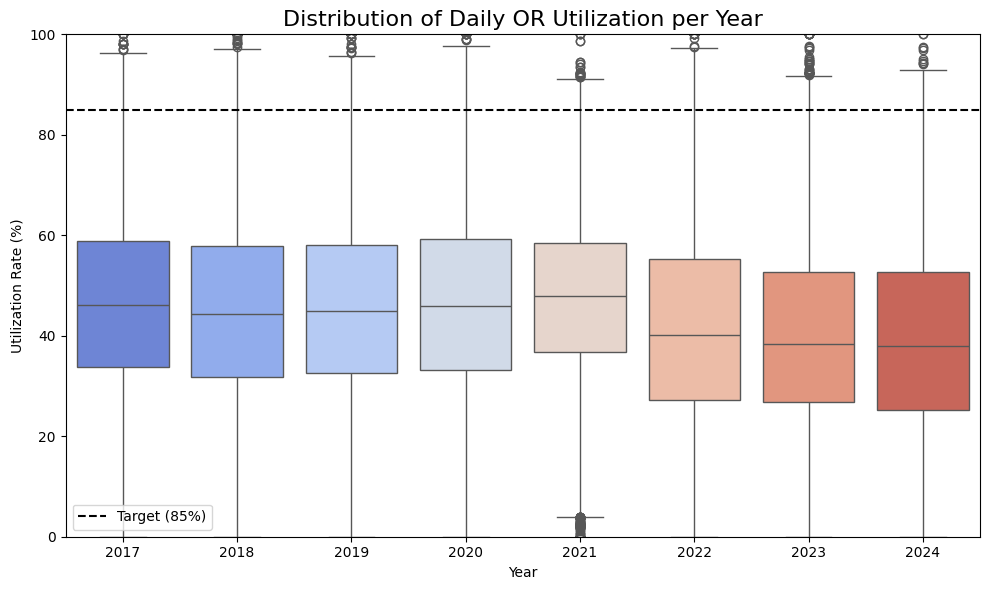 Distribution of Daily OR Utilization per Year
Utilization Rate (%)
100
80
60
40
20
0
Target (85%)
2017 2018 2019 2020 2021 2022 2023 2024
Year